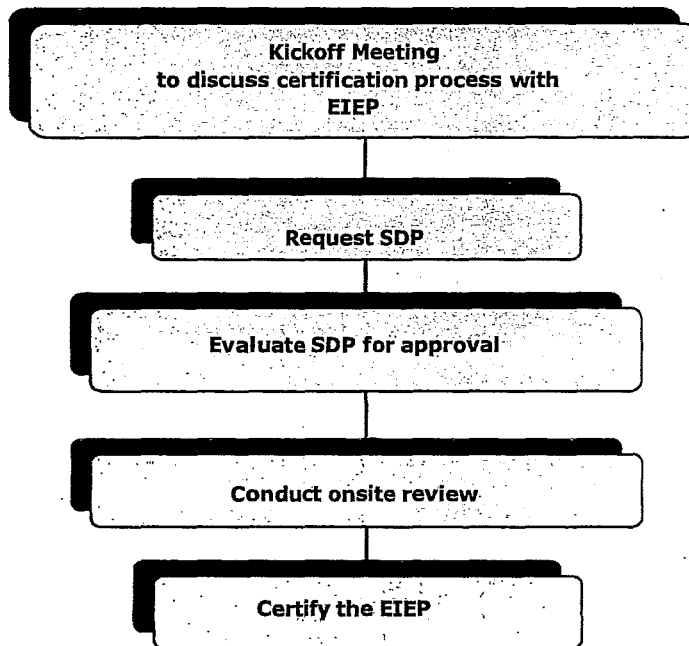 Kickoff Meeting
to discuss certification process with
EIEP
Request SDP
Evaluate SDP for approval
Conduct onsite review
Certify the EIEP